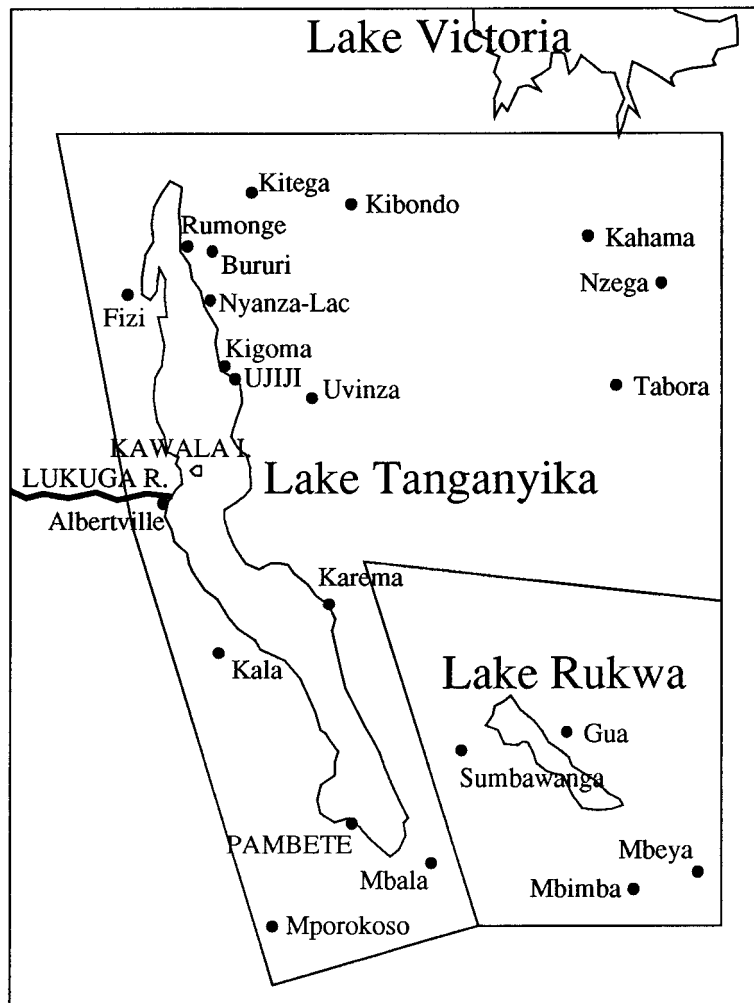 Lake Victoria
Kitega
Kibondo
Rumonge
Kahama
Bururi
Nzega
Fizi
Nyanza-Lac
Kigoma
UJIJI
Uvinza
Tabora
KAWALA I.
LUKUGA R.
Lake Tanganyika
Albertville
Karema
Kala
Lake Rukwa
Gua
Sumbawanga
PAMBETE
Mbala
Mbeya
Mbimba
Mporokoso